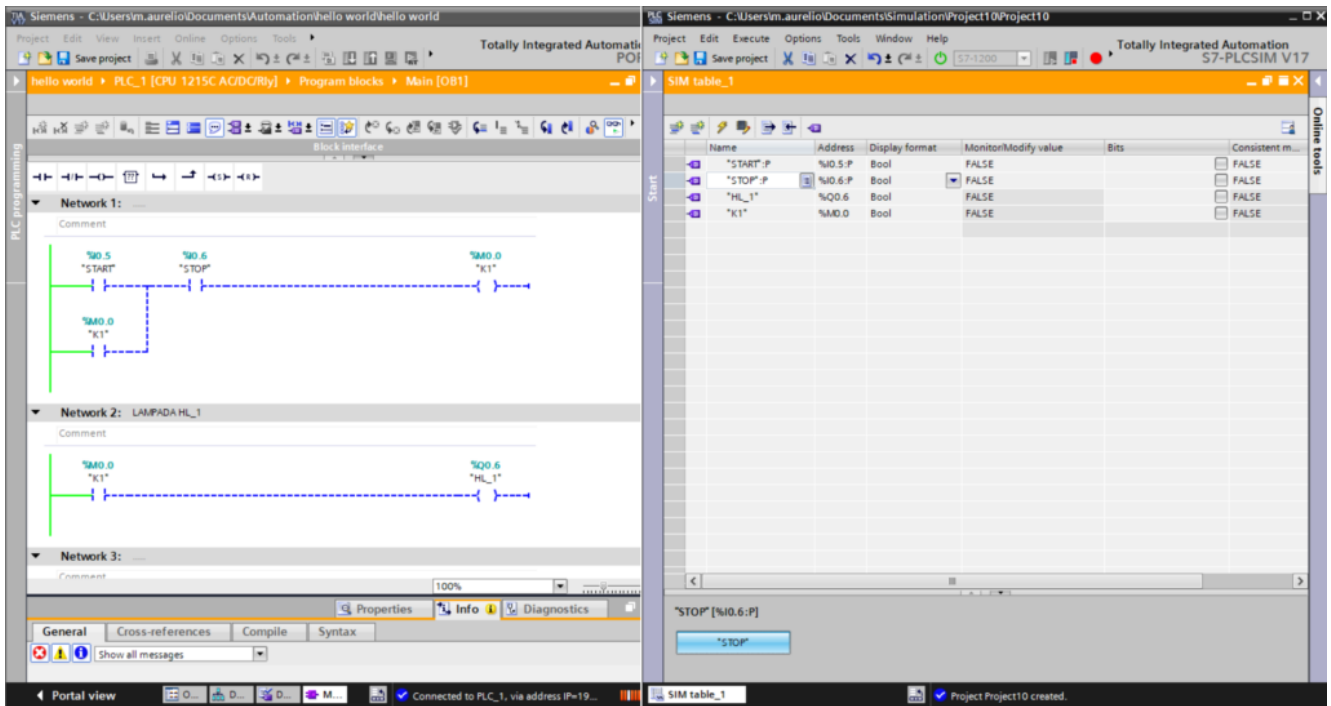 Siemens - C:\Users\m.aurelio\Documents\Automation\hello world\hello world
Project Edit View Insert Online Options Tools
Totally Integrated Automati
POR
Save project
hello world PLC_1 [CPU 1215C AC/DC/Rly] Program blocks Main [OB1]
Block interface
PLC programming
Network 1: .....
Comment
%I0.5 %I0.6 %M0.0
"START" "STOP" "K1"
%M0.0
"K1"
Network 2: LAMPADA HL_1
Comment
%M0.0 %Q0.6
"K1" "HL_1"
Network 3: .....
Comment
100%
Properties Info Diagnostics
General Cross-references Compile Syntax
Show all messages
Portal view O... D... D... M... Connected to PLC_1, via address IP=19...
Siemens - C:\Users\m.aurelio\Documents\Simulation\Project10\Project10
Project Edit Execute Options Tools Window Help
Totally Integrated Automation
S7-PLCSIM V17
Save project S7-1200
SIM table_1
Name Address Display format Monitor/Modify value Bits Consistent m...
"START":P %I0.5:P Bool FALSE FALSE
"STOP":P %I0.6:P Bool FALSE FALSE
"HL_1" %Q0.6 Bool FALSE FALSE
"K1" %M0.0 Bool FALSE FALSE
Start
Online tools
"STOP" [%I0.6:P]
"STOP"
SIM table_1 Project Project10 created.